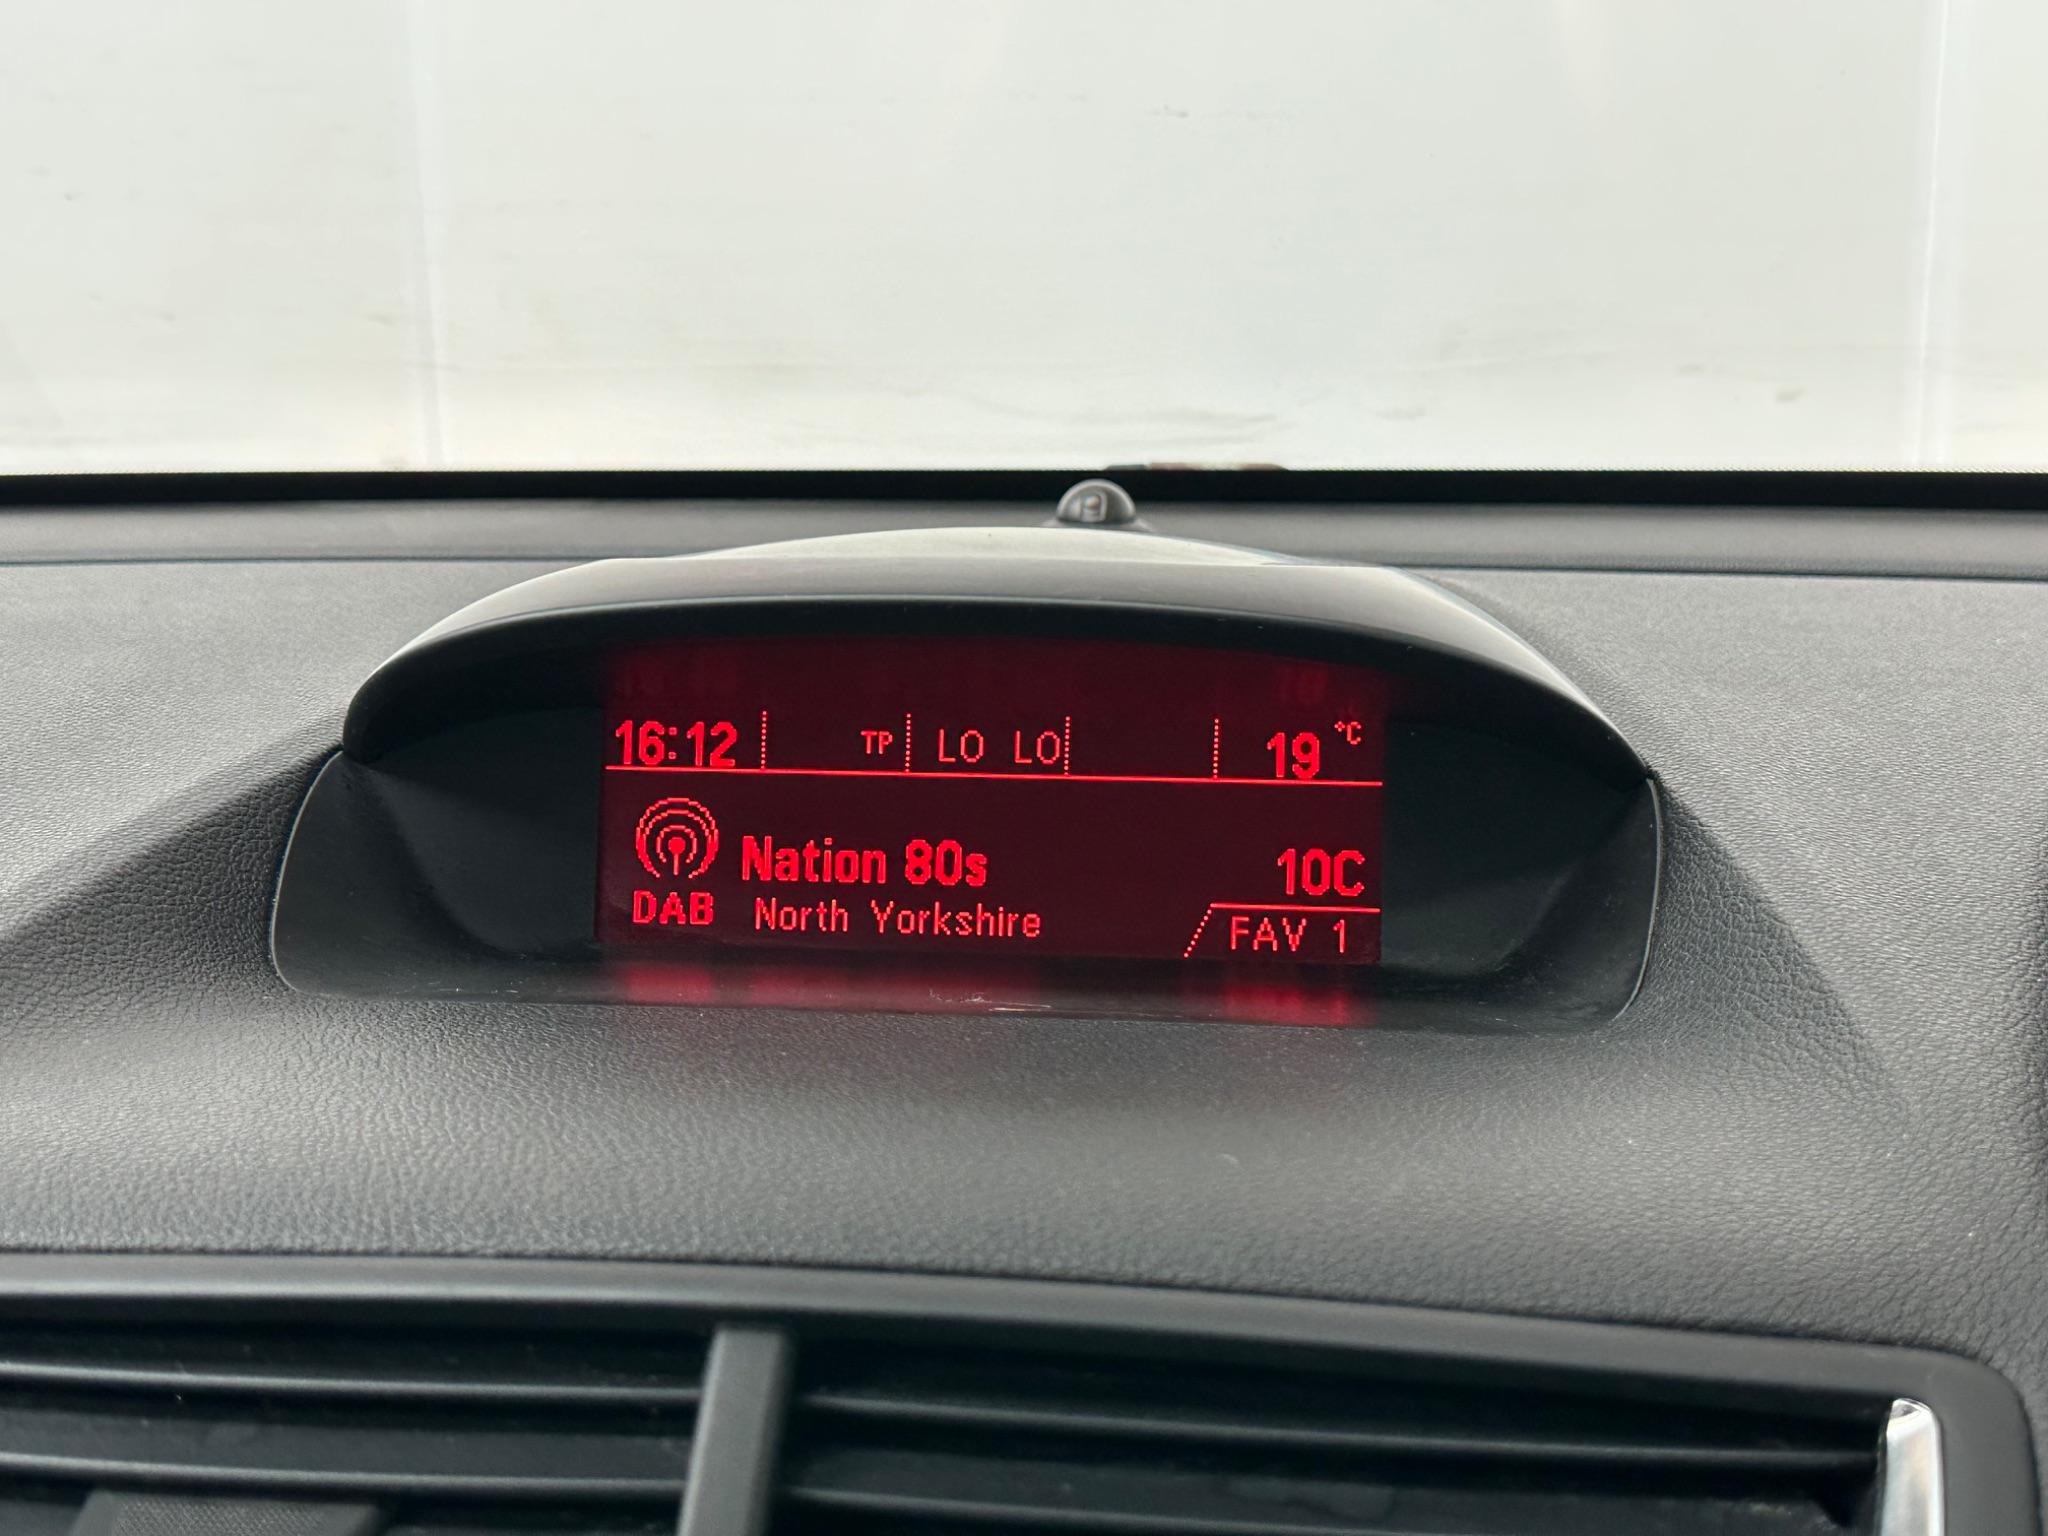 16:12 TP LO LO 19 °C
Nation 80s 10C
DAB North Yorkshire FAV 1